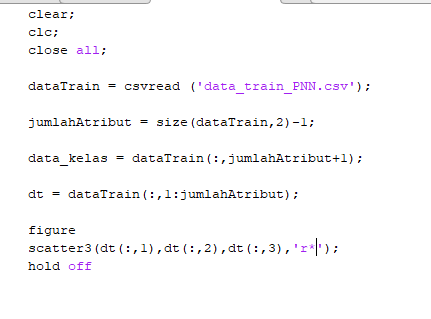 clear;
clc;
close all;
dataTrain = csvread ('data_train_PNN.csv');
jumlahAtribut = size(dataTrain,2)-1;
data_kelas = dataTrain(:,jumlahAtribut+1);
dt = dataTrain(:,1:jumlahAtribut);
figure
scatter3(dt(:,1),dt(:,2),dt(:,3),'r*');
hold off